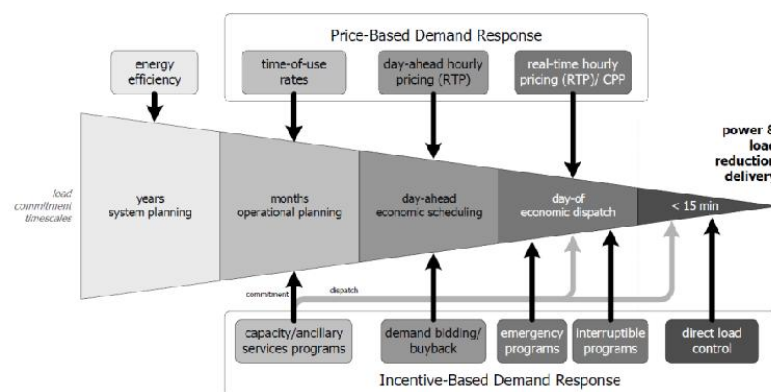 Price-Based Demand Response
energy
efficiency
time-of-use
rates
day-ahead hourly
pricing (RTP)
real-time hourly
pricing (RTP)/ CPP
power &
load
reduction
delivery
load
commitment
timescales
years
system planning
months
operational planning
day-ahead
economic scheduling
day-of
economic dispatch
< 15 min
commitment
dispatch
capacity/ancillary
services programs
demand bidding/
buyback
emergency
programs
interruptible
programs
direct load
control
Incentive-Based Demand Response